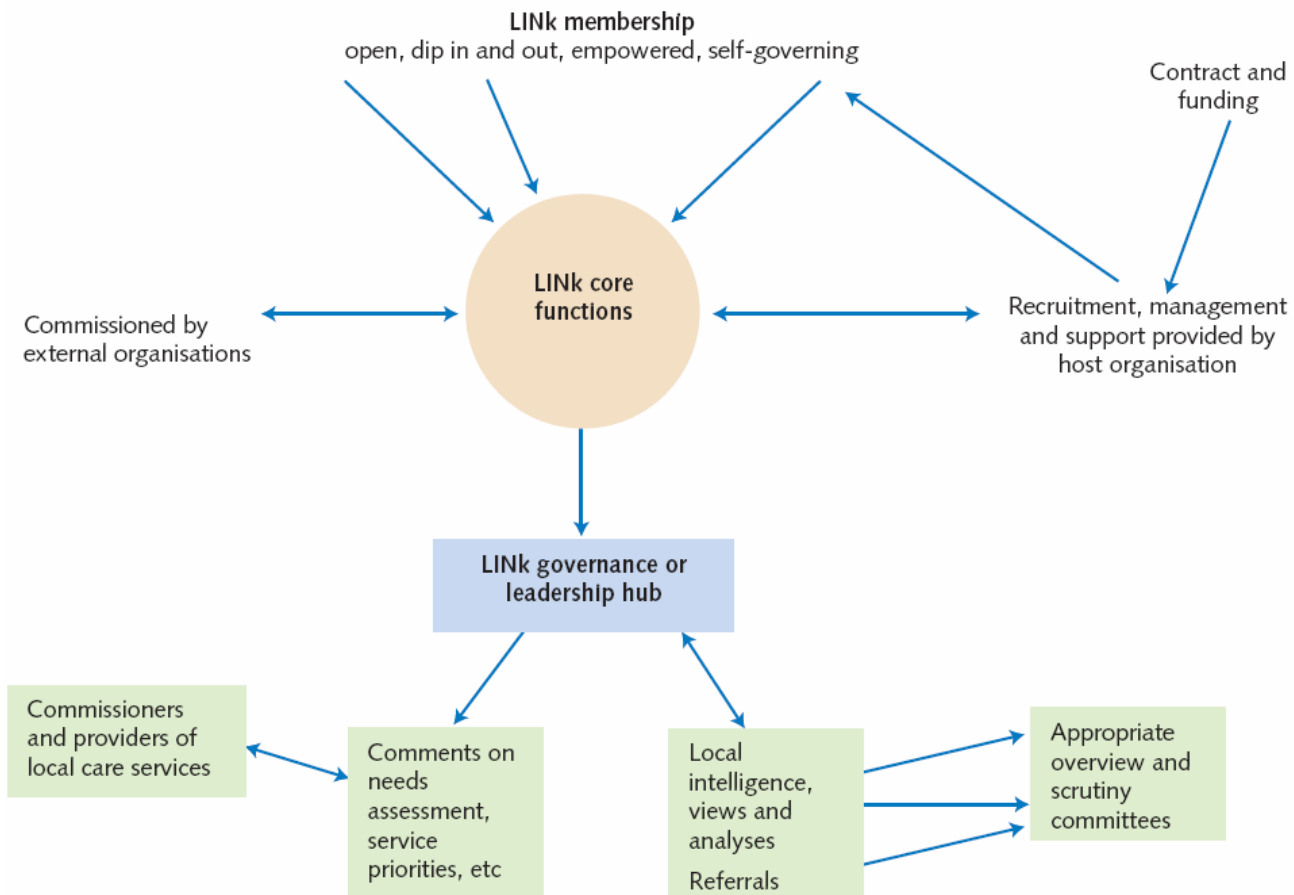 LINk membership
open, dip in and out, empowered, self-governing
Contract and
funding
LINk core
functions
Commissioned by
external organisations
Recruitment, management
and support provided by
host organisation
LINk governance or
leadership hub
Commissioners
and providers of
local care services
Comments on
needs
assessment,
service
priorities, etc
Local
intelligence,
views and
analyses
Referrals
Appropriate
overview and
scrutiny
committees